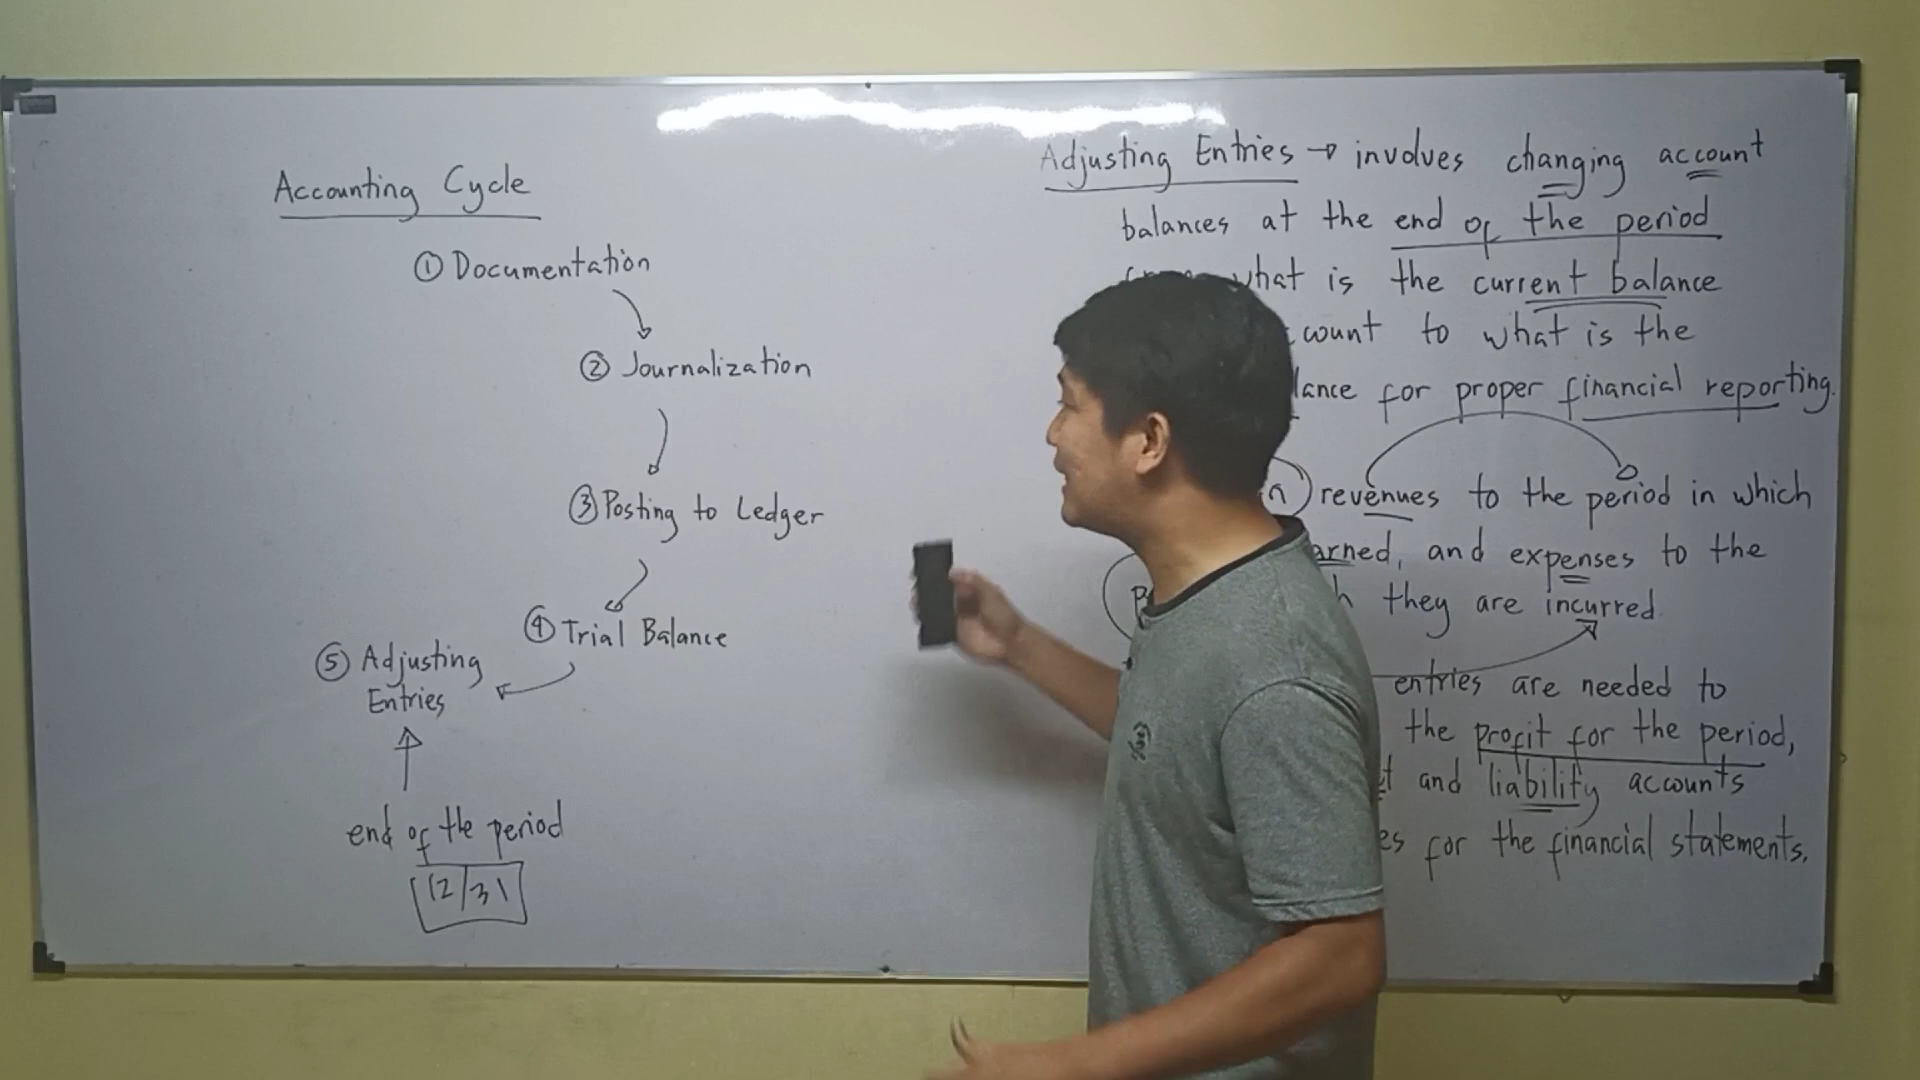 Accounting Cycle
① Documentation
② Journalization
③ Posting to Ledger
④ Trial Balance
⑤ Adjusting
Entries
end of the period
12/31
Adjusting Entries → involves changing account
balances at the end of the period
what is the current balance
count to what is the
lance for proper financial reporting.
revenues to the period in which
arned, and expenses to the
they are incurred.
entries are needed to
the profit for the period,
and liability accounts
es for the financial statements.